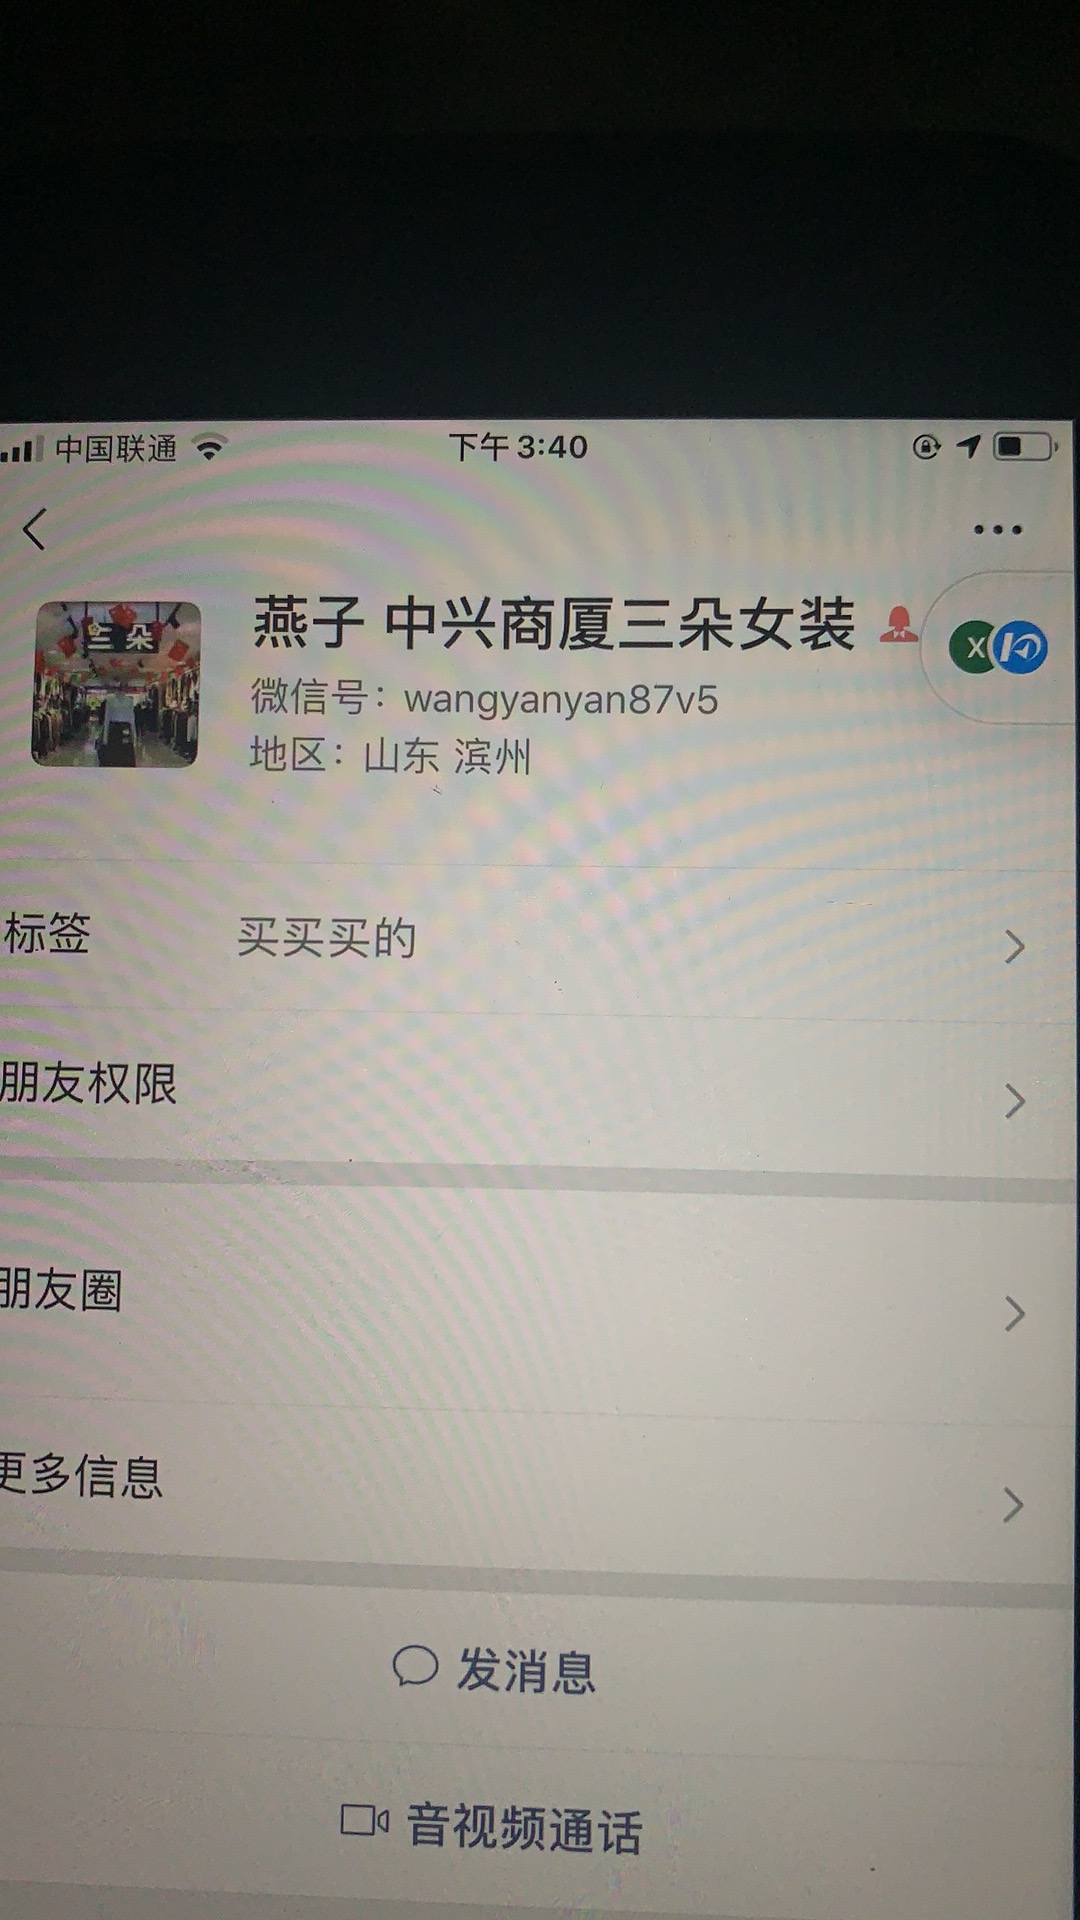 中国联通 下午3:40
三朵
燕子 中兴商厦三朵女装
X
微信号：wangyanyan87v5
地区：山东 滨州
标签 买买买的
朋友权限
朋友圈
更多信息
发消息
音视频通话